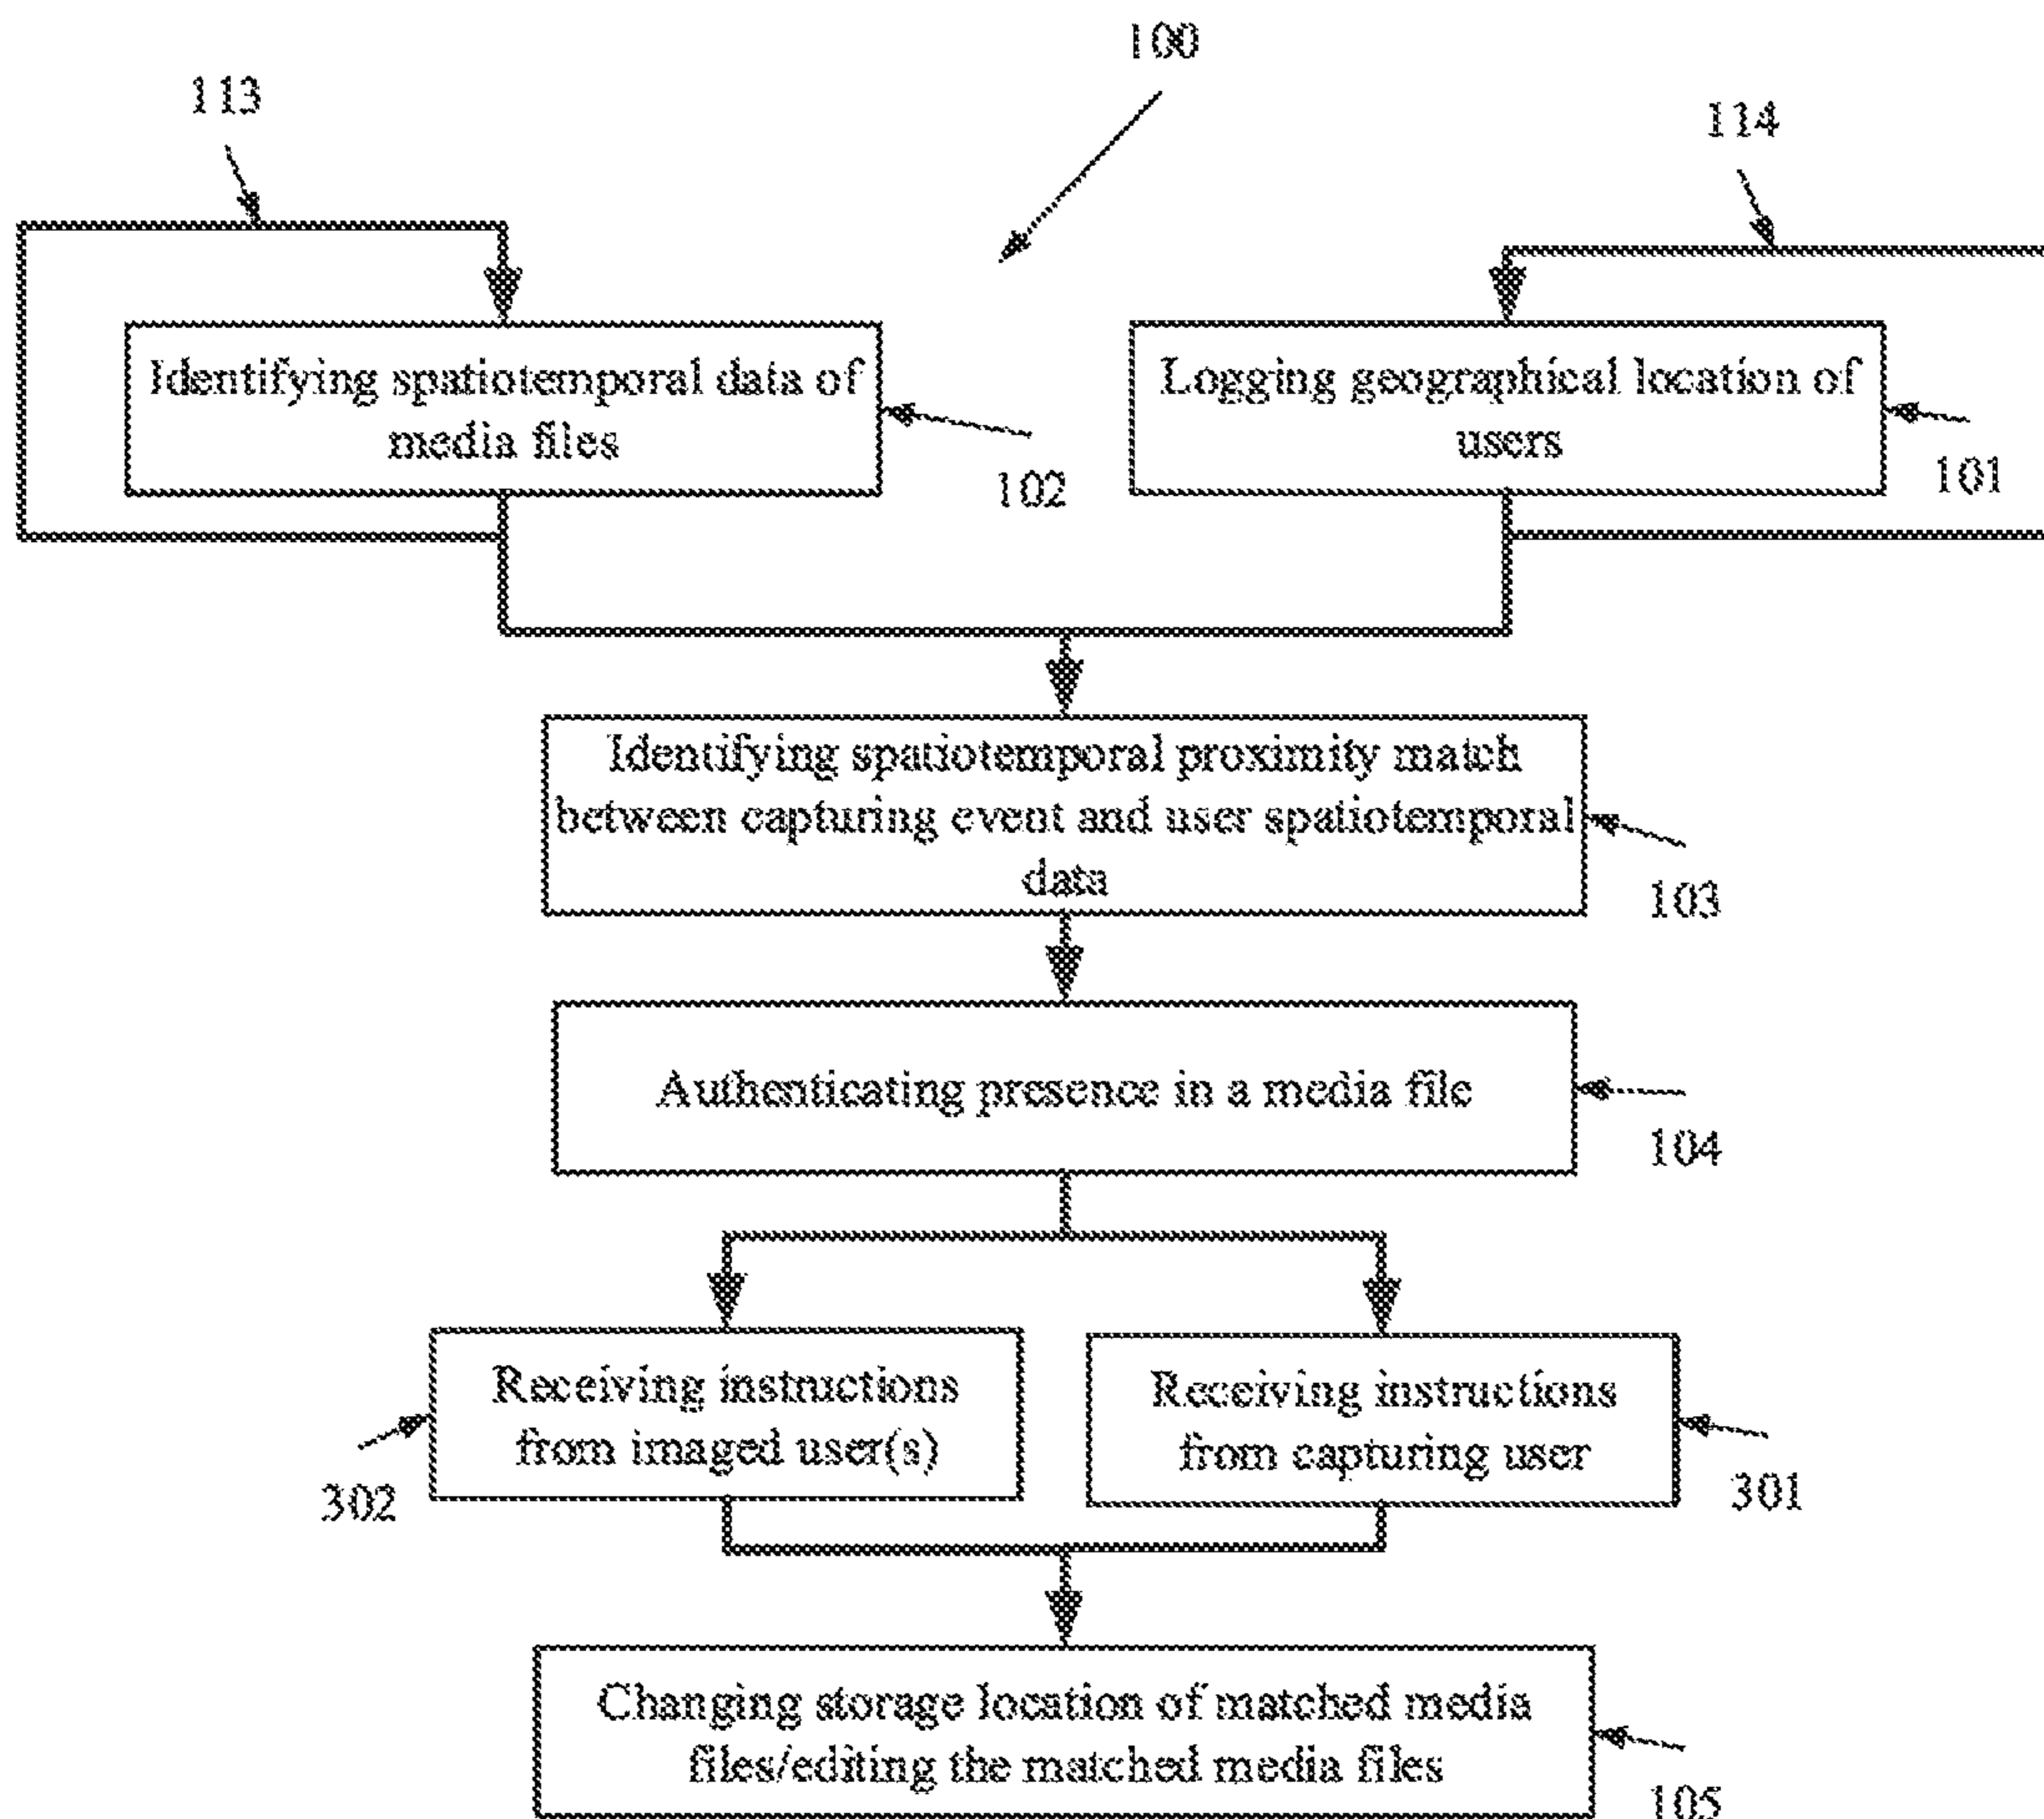 100
113
114
Identifying spatiotemporal data of
media files
102
Logging geographical location of
users
101
Identifying spatiotemporal proximity match
between capturing event and user spatiotemporal
data
103
Authenticating presence in a media file
104
Receiving instructions
from imaged user(s)
302
Receiving instructions
from capturing user
301
Changing storage location of matched media
files/editing the matched media files
105